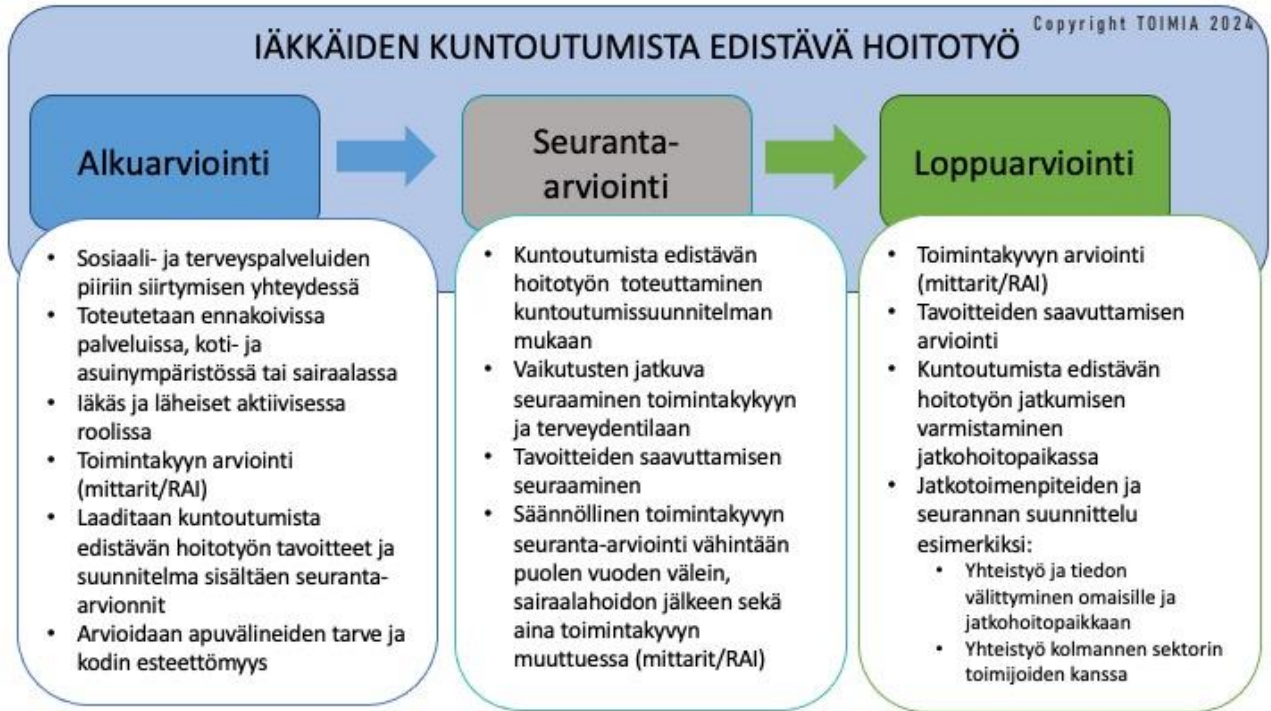 Copyright TOIMIA 2024
IÄKKÄIDEN KUNTOUTUMISTA EDISTÄVÄ HOITOTYÖ
Alkuarviointi
• Sosiaali- ja terveyspalveluiden
piiriin siirtymisen yhteydessä
• Toteutetaan ennakoivissa
palveluissa, koti- ja
asuinympäristössä tai sairaalassa
• Iäkäs ja läheiset aktiivisessa
roolissa
• Toimintakyyn arviointi
(mittarit/RAI)
• Laaditaan kuntoutumista
edistävän hoitotyön tavoitteet ja
suunnitelma sisältäen seuranta-
arvionnit
• Arvioidaan apuvälineiden tarve ja
kodin esteettömyys
Seuranta-
arviointi
• Kuntoutumista edistävän
hoitotyön toteuttaminen
kuntoutumissuunnitelman
mukaan
• Vaikutusten jatkuva
seuraaminen toimintakykyyn
ja terveydentilaan
• Tavoitteiden saavuttamisen
seuraaminen
• Säännöllinen toimintakyvyn
seuranta-arviointi vähintään
puolen vuoden välein,
sairaalahoidon jälkeen sekä
aina toimintakyvyn
muuttuessa (mittarit/RAI)
Loppuarviointi
• Toimintakyvyn arviointi
(mittarit/RAI)
• Tavoitteiden saavuttamisen
arviointi
• Kuntoutumista edistävän
hoitotyön jatkumisen
varmistaminen
jatkohoitopaikassa
• Jatkotoimenpiteiden ja
seurannan suunnittelu
esimerkiksi:
• Yhteistyö ja tiedon
välittyminen omaisille ja
jatkohoitopaikkaan
• Yhteistyö kolmannen sektorin
toimijoiden kanssa